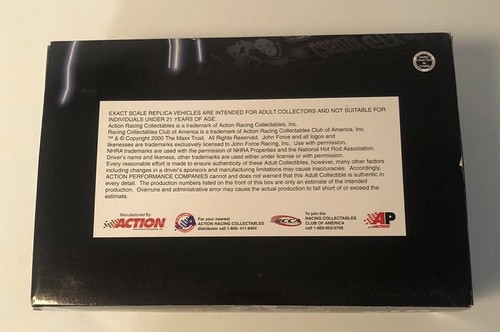 EXACT SCALE REPLICA VEHICLES ARE INTENDED FOR ADULT COLLECTORS AND NOT SUITABLE FOR
INDIVIDUALS UNDER 21 YEARS OF AGE.
Action Racing Collectables is a trademark of Action Racing Collectables, Inc.
Racing Collectables Club of America is a trademark of Racing Collectables Club of America, Inc.
™ & © Copyright 2000 The Maxx Trust. All Rights Reserved. John Force and all logos and
likenesses are trademarks exclusively licensed to John Force Racing, Inc. Use with permission.
NHRA trademarks are used with the permission of NHRA Properties and the National Hot Rod Association.
Driver's name and likeness, other trademarks are used either under license or with permission.
Every reasonable effort is made to ensure authenticity of these Adult Collectibles, however, many other factors
including changes in a driver's sponsors and manufacturing limitations may cause inaccuracies. Accordingly,
ACTION PERFORMANCE COMPANIES cannot and does not warrant that this Adult Collectible is authentic in
every detail. The production numbers listed on the front of this box are only an estimate of the intended
production. Overruns and administrative error may cause the actual production to fall short of or exceed the
estimate.
Manufactured By
ACTION
For your nearest
ACTION RACING COLLECTABLES
distributor call 1-800- 411-8404
RCCA
To join the
RACING COLLECTABLES
CLUB OF AMERICA
call 1-800-952-0708
AP
ACTION